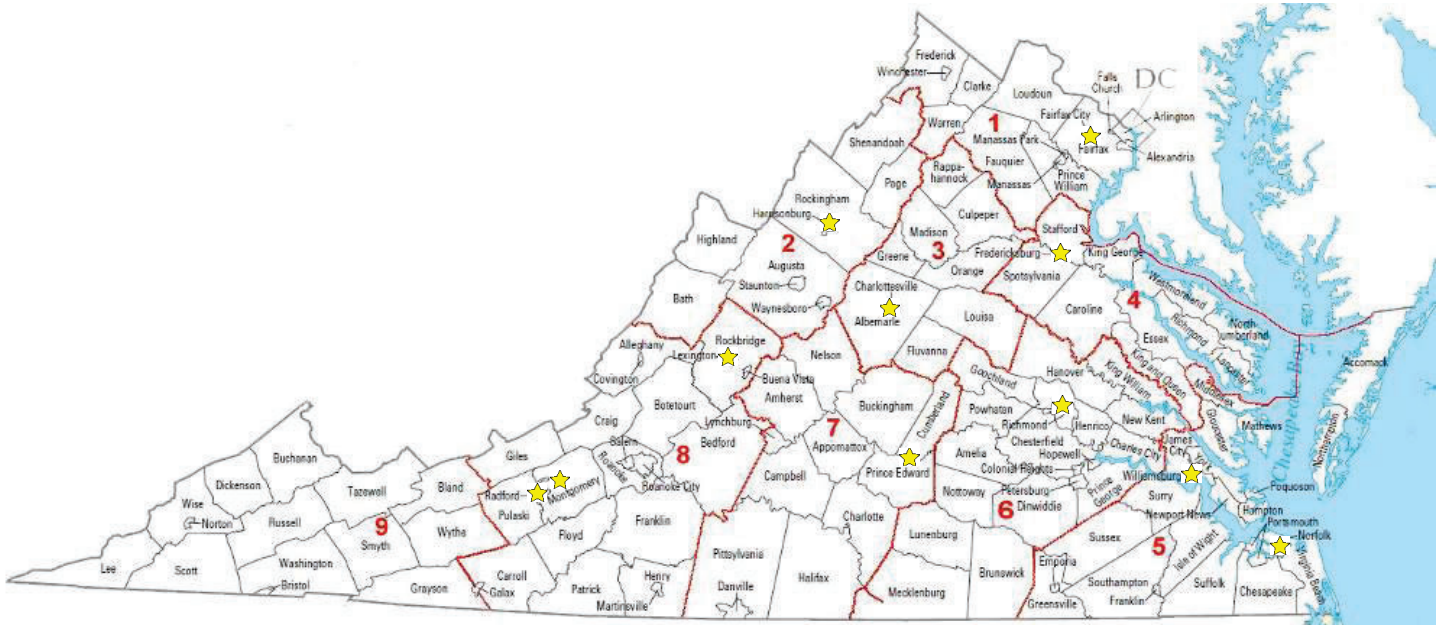 Frederick
Winchester
Clarke
Loudoun
Falls
Church
DC
Fairfax City
Arlington
Warren
1
Manassas Park
Fairfax
Alexandria
Shenandoah
Fauquier
Rappa-
hannock
Manassas
Prince
William
Page
Rockingham
Harrisonburg
Culpeper
Stafford
Madison
Highland
2
3
Fredericksburg
King George
Greene
Augusta
Orange
Spotsylvania
Staunton
Charlottesville
Westmoreland
4
Bath
Waynesboro
Albemarle
Louisa
Caroline
Richmond
North-
umberland
Essex
Rockbridge
Alleghany
Lexington
Nelson
Fluvanna
Lancaster
Accomack
King and Queen
Covington
Buena Vista
Goochland
Hanover
King William
Middlesex
Amherst
Buckingham
Cumberland
Powhatan
Botetourt
Craig
Lynchburg
7
Richmond
Henrico
New Kent
Gloucester
Mathews
Chesapeake B
Northampton
Salem
8
Bedford
Appomattox
Amelia
Chesterfield
Hopewell
Charles City
James
City
York
Giles
Roanoke
Prince Edward
Colonial Heights
Buchanan
Campbell
Roanoke City
Montgomery
Radford
Dickenson
Tazewell
Bland
Pulaski
Nottoway
Petersburg
Prince
George
Williamsburg
Poquoson
Wise
6
Dinwiddie
Surry
Hampton
Norton
Russell
9
Smyth
Wythe
Franklin
Charlotte
Newport News
Portsmouth
Norfolk
Floyd
Lunenburg
Sussex
5
Isle of Wight
Pittsylvania
Washington
Lee
Scott
Bristol
Grayson
Carroll
Galax
Patrick
Henry
Martinsville
Danville
Halifax
Mecklenburg
Brunswick
Emporia
Greensville
Southampton
Franklin
Suffolk
Chesapeake
Virginia Beach